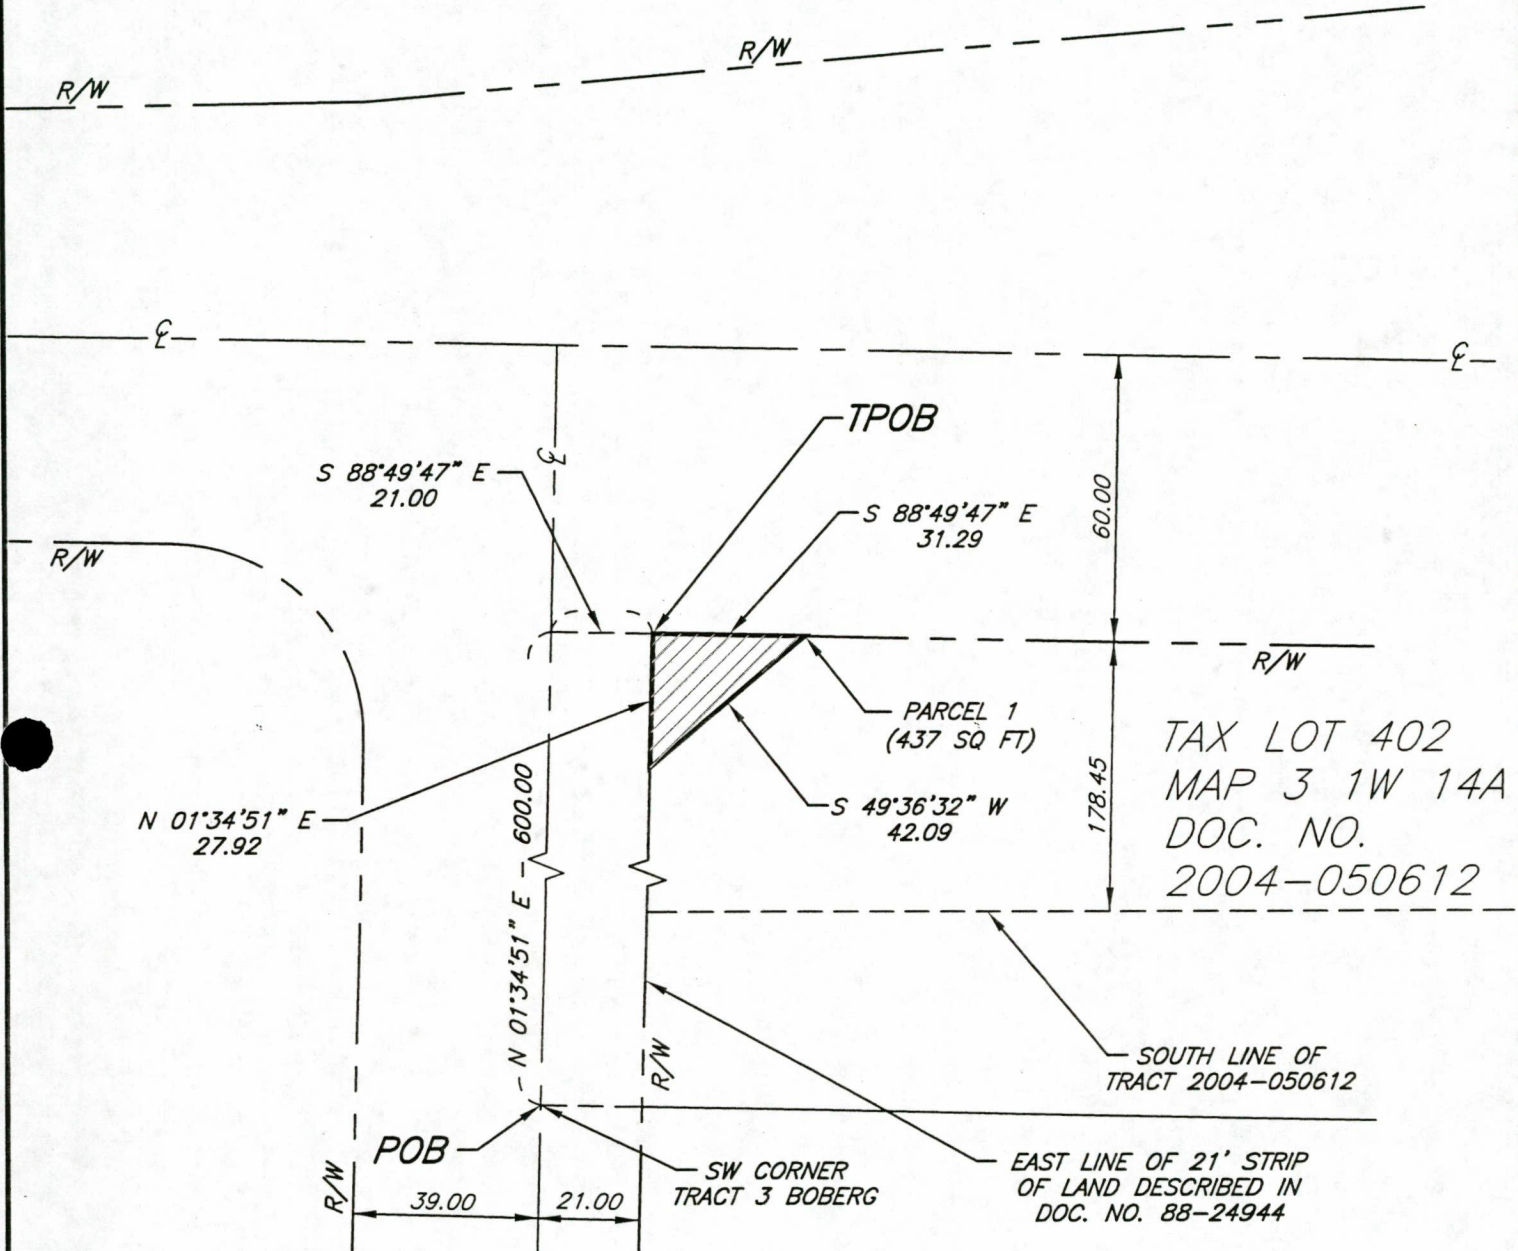 R/W
R/W
℄
℄
TPOB
℄
S 88°49'47" E
21.00
S 88°49'47" E
31.29
60.00
R/W
R/W
PARCEL 1
(437 SQ FT)
TAX LOT 402
MAP 3 1W 14A
DOC. NO.
2004-050612
178.45
S 49°36'32" W
42.09
N 01°34'51" E
27.92
N 01°34'51" E - 600.00
R/W
SOUTH LINE OF
TRACT 2004-050612
POB
SW CORNER
TRACT 3 BOBERG
EAST LINE OF 21' STRIP
OF LAND DESCRIBED IN
DOC. NO. 88-24944
R/W
39.00
21.00